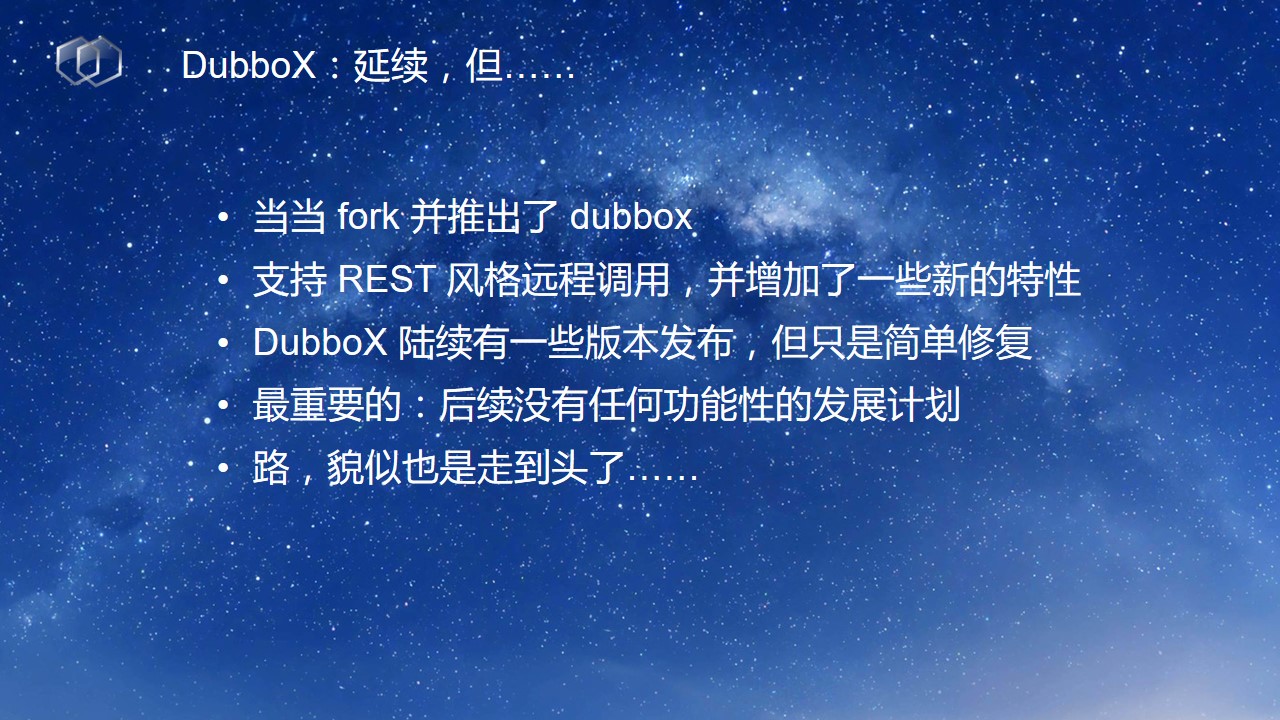 DubboX：延续，但……
• 当当 fork 并推出了 dubbox
• 支持 REST 风格远程调用，并增加了一些新的特性
• DubboX 陆续有一些版本发布，但只是简单修复
• 最重要的：后续没有任何功能性的发展计划
• 路，貌似也是走到头了……